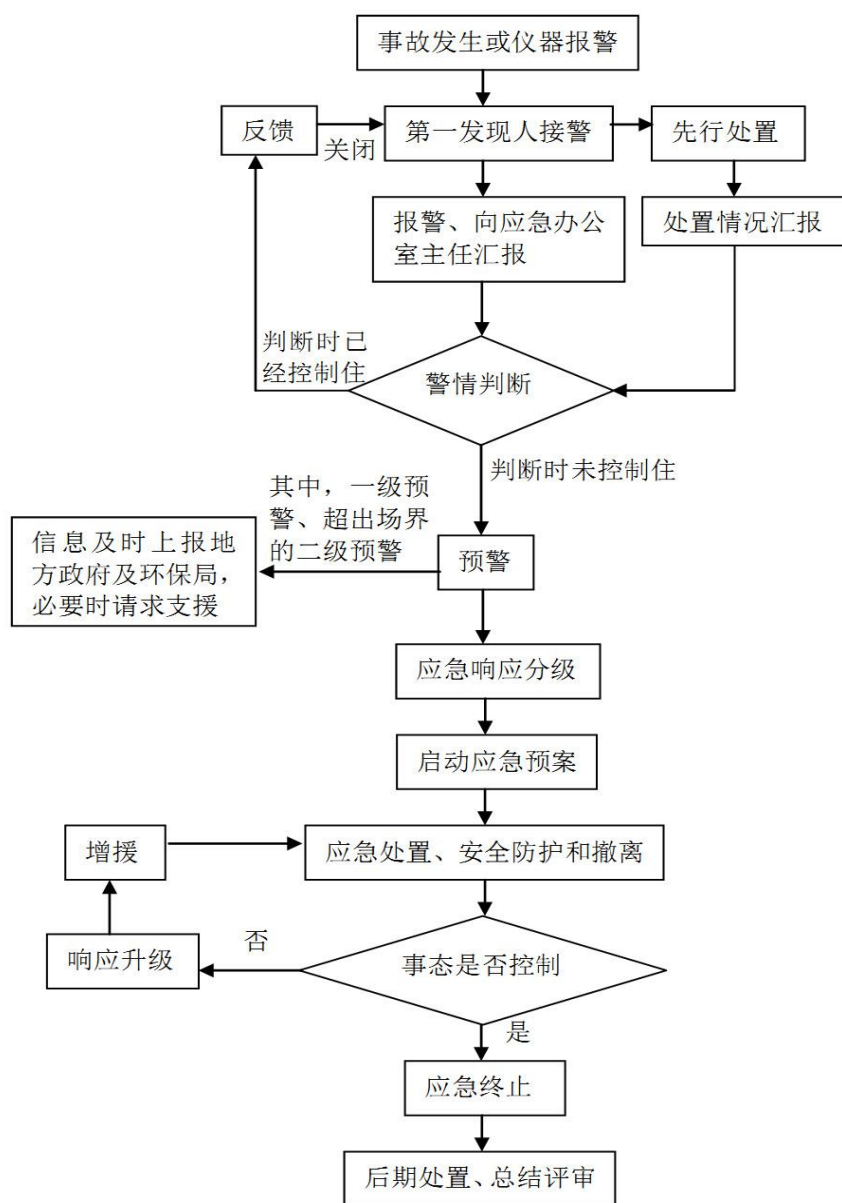 事故发生或仪器报警
反馈
关闭
第一发现人接警
先行处置
报警、向应急办公
室主任汇报
处置情况汇报
判断时已
经控制住
警情判断
判断时未控制住
其中，一级预
警、超出场界
的二级预警
信息及时上报地
方政府及环保局，
必要时请求支援
预警
应急响应分级
启动应急预案
增援
应急处置、安全防护和撤离
响应升级
否
事态是否控制
是
应急终止
后期处置、总结评审